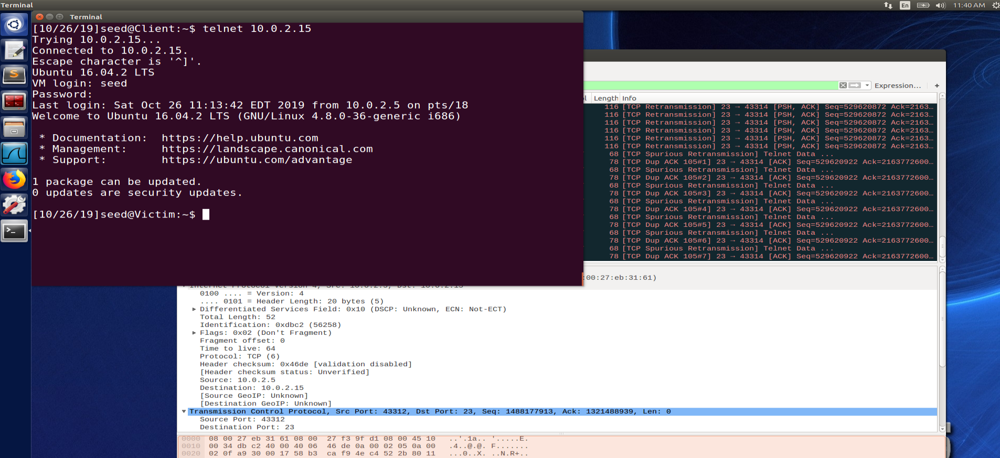 Terminal
En
11:40 AM
Terminal
[10/26/19]seed@Client:~$ telnet 10.0.2.15
Trying 10.0.2.15...
Connected to 10.0.2.15.
Escape character is '^]'.
Ubuntu 16.04.2 LTS
VM login: seed
Password:
Last login: Sat Oct 26 11:13:42 EDT 2019 from 10.0.2.5 on pts/18
Welcome to Ubuntu 16.04.2 LTS (GNU/Linux 4.8.0-36-generic i686)
* Documentation:  https://help.ubuntu.com
* Management:     https://landscape.canonical.com
* Support:        https://ubuntu.com/advantage
1 package can be updated.
0 updates are security updates.
[10/26/19]seed@Victim:~$
Expression... +
Length Info
116 [TCP Retransmission] 23 → 43314 [PSH, ACK] Seq=529620872 Ack=2163…
116 [TCP Retransmission] 23 → 43314 [PSH, ACK] Seq=529620872 Ack=2163…
116 [TCP Retransmission] 23 → 43314 [PSH, ACK] Seq=529620872 Ack=2163…
116 [TCP Retransmission] 23 → 43314 [PSH, ACK] Seq=529620872 Ack=2163…
116 [TCP Retransmission] 23 → 43314 [PSH, ACK] Seq=529620872 Ack=2163…
116 [TCP Retransmission] 23 → 43314 [PSH, ACK] Seq=529620872 Ack=2163…
68 [TCP Spurious Retransmission] Telnet Data ...
78 [TCP Dup ACK 105#1] 23 → 43314 [ACK] Seq=529620922 Ack=2163772600…
68 [TCP Spurious Retransmission] Telnet Data ...
78 [TCP Dup ACK 105#2] 23 → 43314 [ACK] Seq=529620922 Ack=2163772600…
68 [TCP Spurious Retransmission] Telnet Data ...
78 [TCP Dup ACK 105#3] 23 → 43314 [ACK] Seq=529620922 Ack=2163772600…
68 [TCP Spurious Retransmission] Telnet Data ...
78 [TCP Dup ACK 105#4] 23 → 43314 [ACK] Seq=529620922 Ack=2163772600…
68 [TCP Spurious Retransmission] Telnet Data ...
78 [TCP Dup ACK 105#5] 23 → 43314 [ACK] Seq=529620922 Ack=2163772600…
68 [TCP Spurious Retransmission] Telnet Data ...
78 [TCP Dup ACK 105#6] 23 → 43314 [ACK] Seq=529620922 Ack=2163772600…
68 [TCP Spurious Retransmission] Telnet Data ...
78 [TCP Dup ACK 105#7] 23 → 43314 [ACK] Seq=529620922 Ack=2163772600…
:00:27:eb:31:61)
Internet Protocol Version 4, Src: 10.0.2.5, Dst: 10.0.2.15
0100 .... = Version: 4
.... 0101 = Header Length: 20 bytes (5)
Differentiated Services Field: 0x10 (DSCP: Unknown, ECN: Not-ECT)
Total Length: 52
Identification: 0xdbc2 (56258)
Flags: 0x02 (Don't Fragment)
Fragment offset: 0
Time to live: 64
Protocol: TCP (6)
Header checksum: 0x46de [validation disabled]
[Header checksum status: Unverified]
Source: 10.0.2.5
Destination: 10.0.2.15
[Source GeoIP: Unknown]
[Destination GeoIP: Unknown]
Transmission Control Protocol, Src Port: 43312, Dst Port: 23, Seq: 1488177913, Ack: 1321488939, Len: 0
Source Port: 43312
Destination Port: 23
0000 08 00 27 eb 31 61 08 00 27 f3 9f d1 08 00 45 10 ..'.1a.. '.....E.
0010 00 34 db c2 40 00 40 06 46 de 0a 00 02 05 0a 00 .4..@.@. F.......
0020 02 0f a9 30 00 17 58 b3 ca f9 4e c4 52 2b 80 11 ...0..X. ..N.R+..